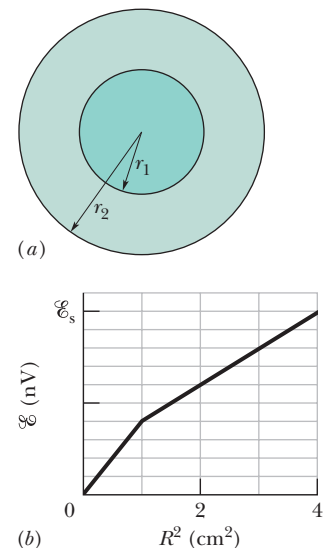 r₁
r₂
(a)
ℰₛ
ℰ (nV)
0 2 4
(b) R² (cm²)